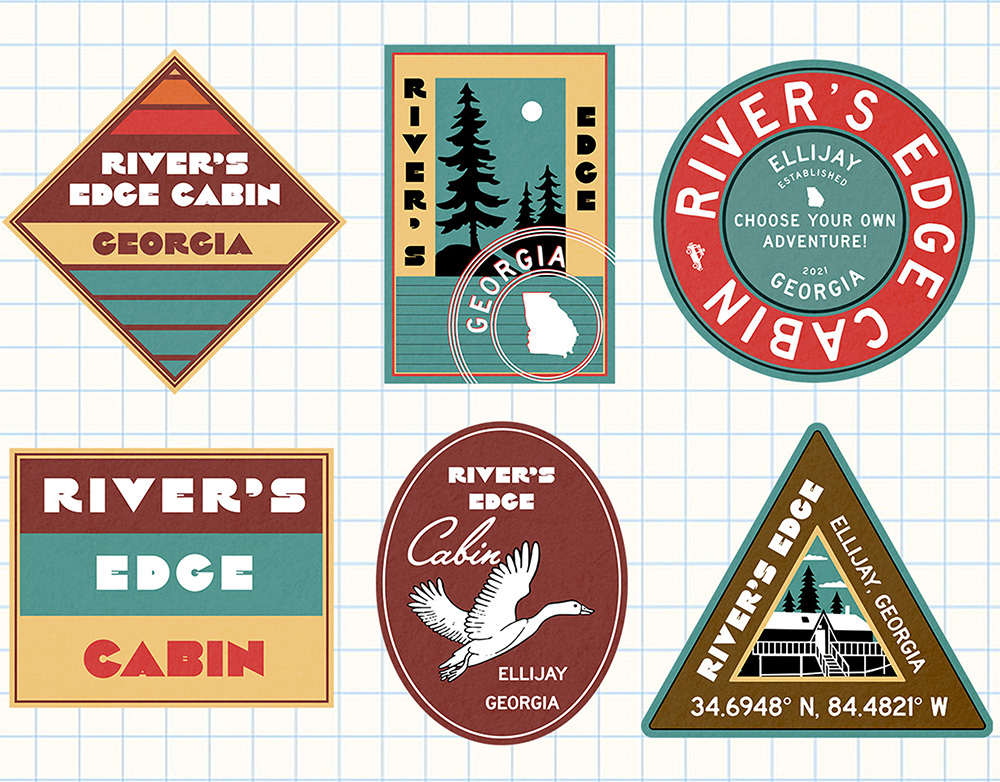 RIVER'S
EDGE CABIN
GEORGIA
RIVER'S
EDGE
GEORGIA
RIVER'S EDGE CABIN
ELLIJAY
ESTABLISHED
CHOOSE YOUR OWN
ADVENTURE!
2021
GEORGIA
RIVER'S
EDGE
CABIN
RIVER'S
EDGE
Cabin
ELLIJAY
GEORGIA
RIVER'S EDGE
ELLIJAY, GEORGIA
34.6948° N, 84.4821° W